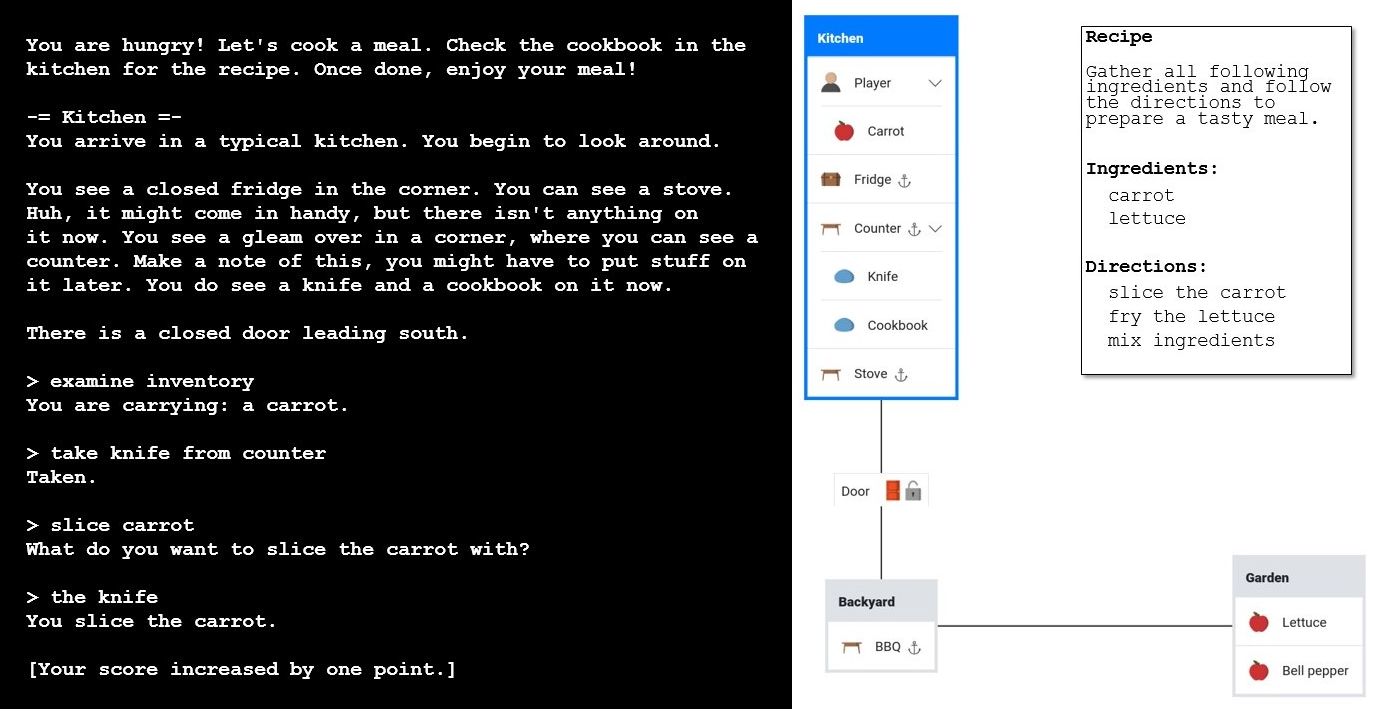 You are hungry! Let's cook a meal. Check the cookbook in the
kitchen for the recipe. Once done, enjoy your meal!
-= Kitchen =-
You arrive in a typical kitchen. You begin to look around.
You see a closed fridge in the corner. You can see a stove.
Huh, it might come in handy, but there isn't anything on
it now. You see a gleam over in a corner, where you can see a
counter. Make a note of this, you might have to put stuff on
it later. You do see a knife and a cookbook on it now.
There is a closed door leading south.
> examine inventory
You are carrying: a carrot.
> take knife from counter
Taken.
> slice carrot
What do you want to slice the carrot with?
> the knife
You slice the carrot.
[Your score increased by one point.]
Kitchen
Player
Carrot
Fridge
Counter
Knife
Cookbook
Stove
Door
Backyard
BBQ
Garden
Lettuce
Bell pepper
Recipe
Gather all following
ingredients and follow
the directions to
prepare a tasty meal.
Ingredients:
carrot
lettuce
Directions:
slice the carrot
fry the lettuce
mix ingredients